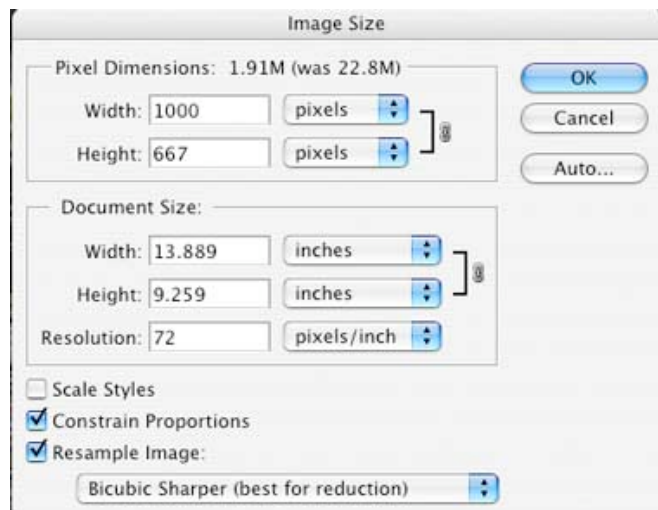 Image Size
Pixel Dimensions: 1.91M (was 22.8M)
Width: 1000 pixels
Height: 667 pixels
OK
Cancel
Auto...
Document Size:
Width: 13.889 inches
Height: 9.259 inches
Resolution: 72 pixels/inch
Scale Styles
Constrain Proportions
Resample Image:
Bicubic Sharper (best for reduction)